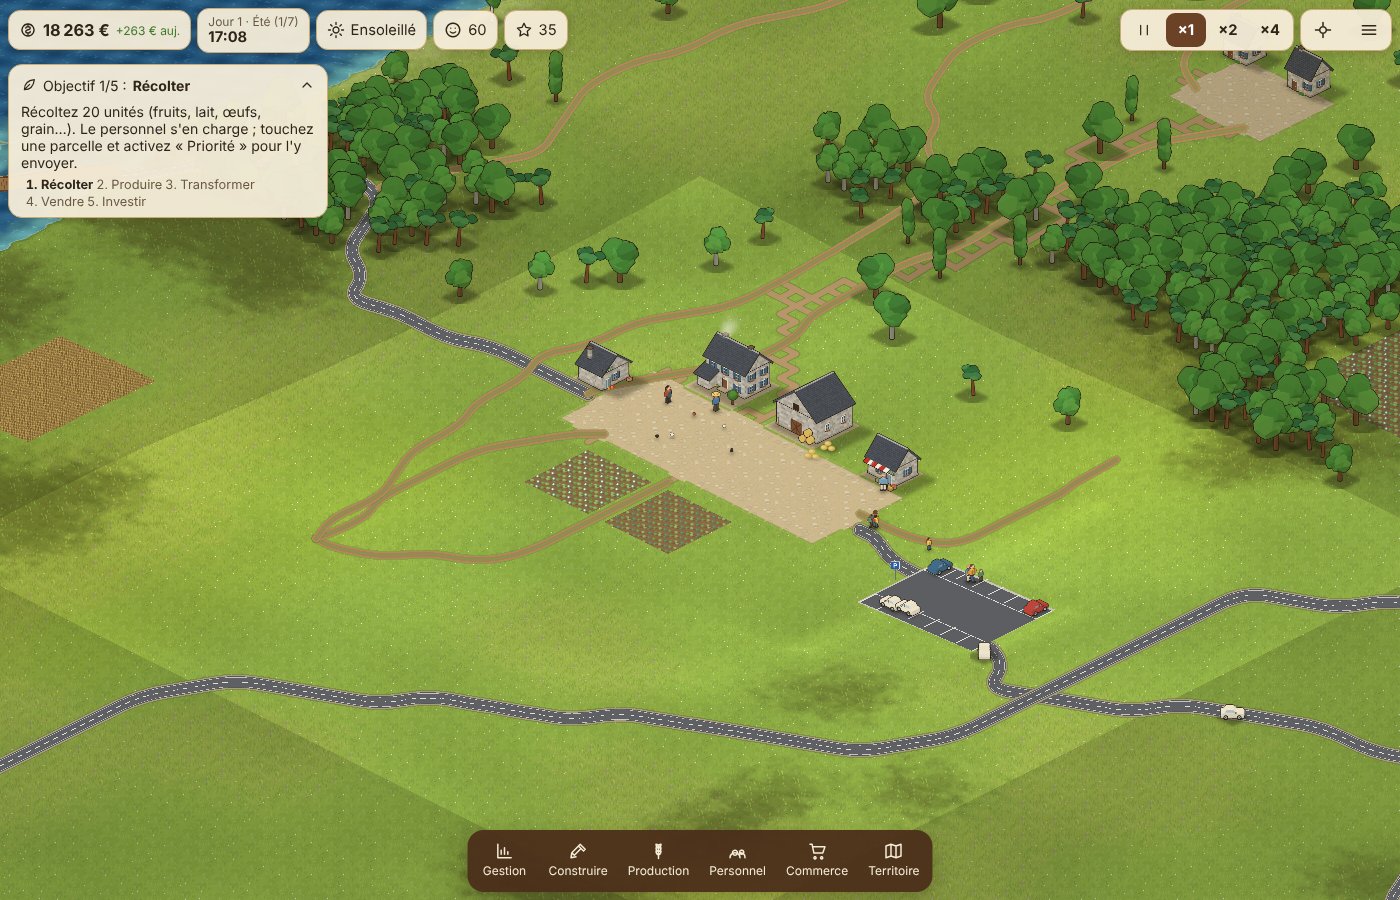 18 263 € +263 € auj.
Jour 1 · Été (1/7)
17:08
Ensoleillé
60
35
×1 ×2 ×4
Objectif 1/5 : Récolter
Récoltez 20 unités (fruits, lait, œufs,
grain...). Le personnel s'en charge ; touchez
une parcelle et activez « Priorité » pour l'y
envoyer.
1. Récolter 2. Produire 3. Transformer
4. Vendre 5. Investir
P
Gestion Construire Production Personnel Commerce Territoire